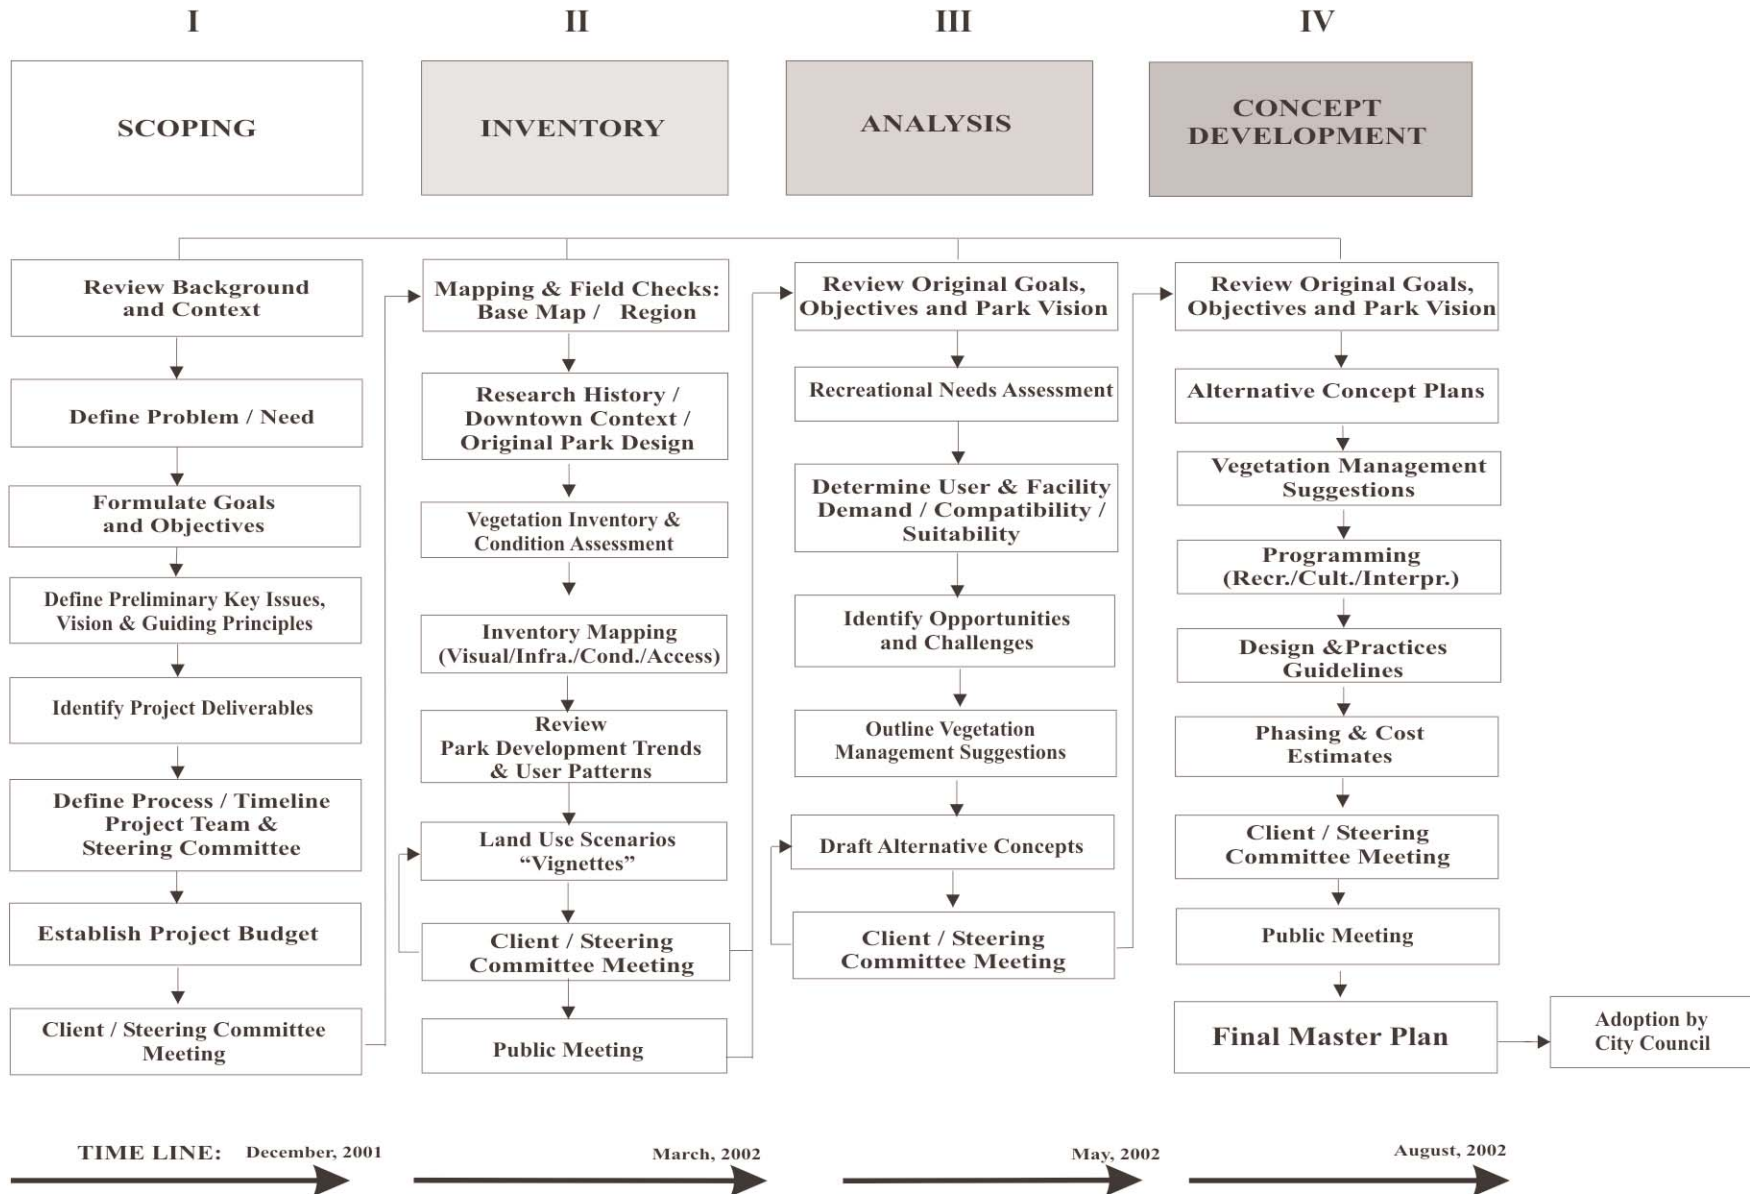 I
II
III
IV
SCOPING
INVENTORY
ANALYSIS
CONCEPT
DEVELOPMENT
Review Background
and Context
Define Problem / Need
Formulate Goals
and Objectives
Define Preliminary Key Issues,
Vision & Guiding Principles
Identify Project Deliverables
Define Process / Timeline
Project Team &
Steering Committee
Establish Project Budget
Client / Steering Committee
Meeting
Mapping & Field Checks:
Base Map / Region
Research History /
Downtown Context /
Original Park Design
Vegetation Inventory &
Condition Assessment
Inventory Mapping
(Visual/Infra./Cond./Access)
Review
Park Development Trends
& User Patterns
Land Use Scenarios
“Vignettes”
Client / Steering
Committee Meeting
Public Meeting
Review Original Goals,
Objectives and Park Vision
Recreational Needs Assessment
Determine User & Facility
Demand / Compatibility /
Suitability
Identify Opportunities
and Challenges
Outline Vegetation
Management Suggestions
Draft Alternative Concepts
Client / Steering
Committee Meeting
Review Original Goals,
Objectives and Park Vision
Alternative Concept Plans
Vegetation Management
Suggestions
Programming
(Recr./Cult./Interpr.)
Design &Practices
Guidelines
Phasing & Cost
Estimates
Client / Steering
Committee Meeting
Public Meeting
Final Master Plan
Adoption by
City Council
TIME LINE:
December, 2001
March, 2002
May, 2002
August, 2002